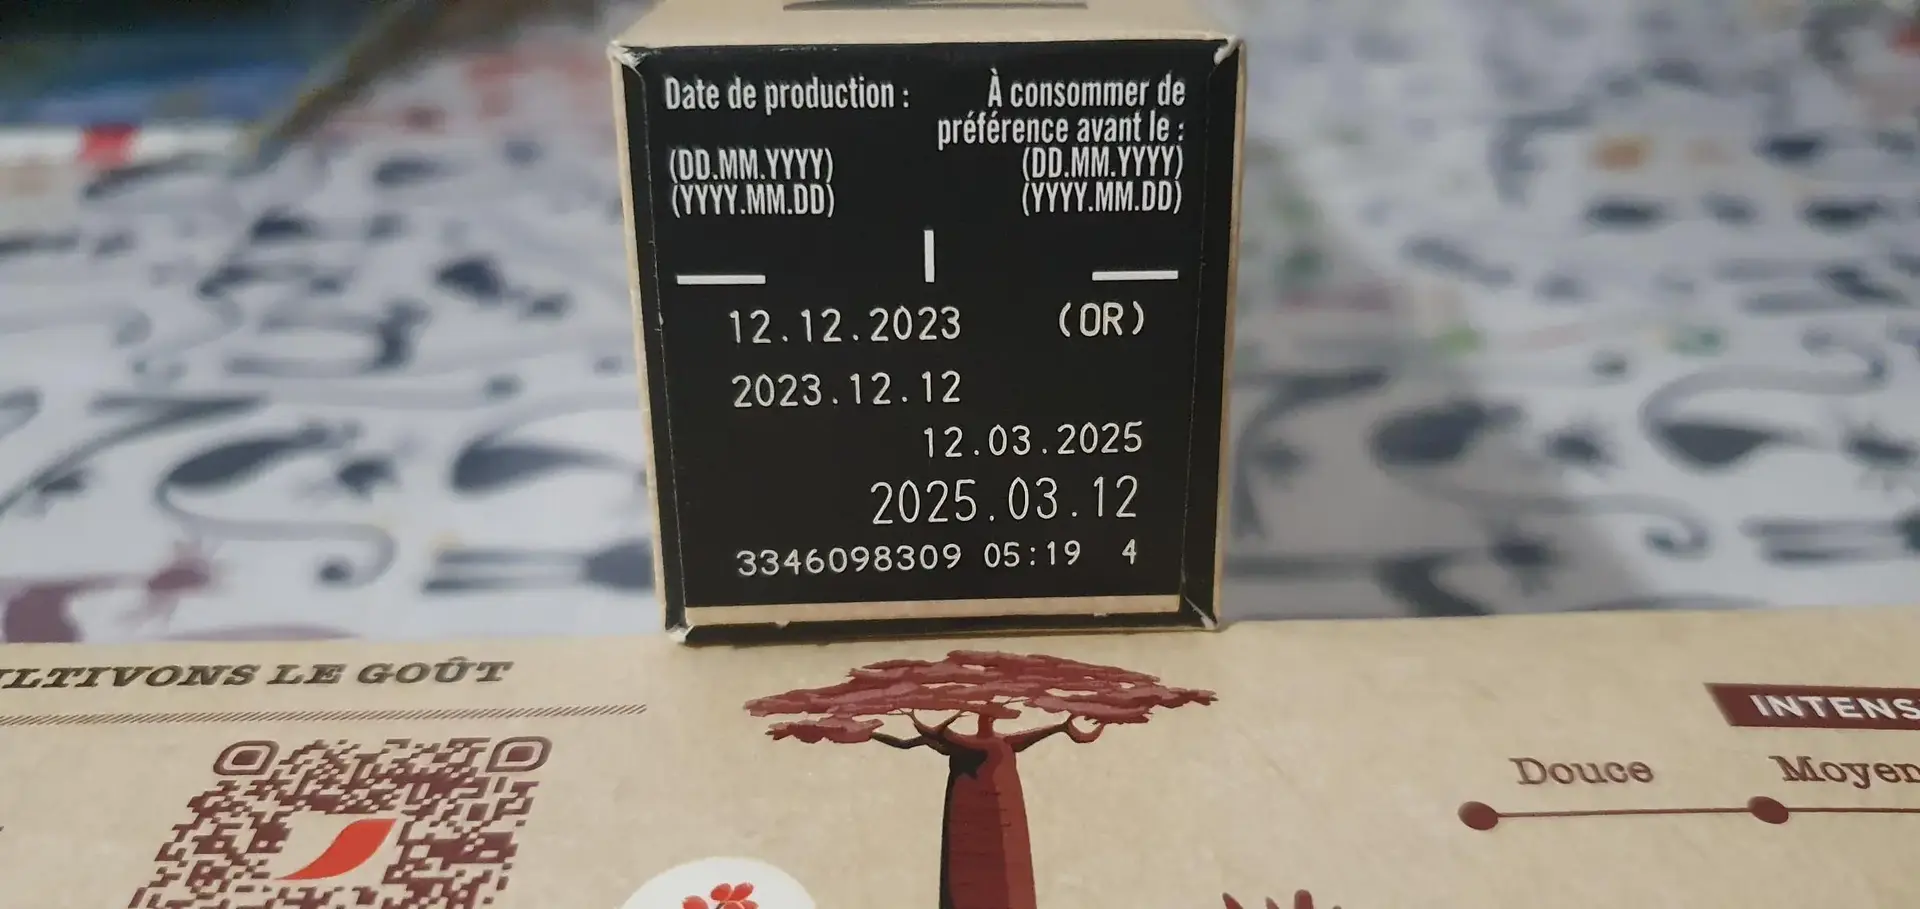 Date de production :
À consommer de
préférence avant le :
(DD.MM.YYYY)
(YYYY.MM.DD)
(DD.MM.YYYY)
(YYYY.MM.DD)
12.12.2023 (OR)
2023.12.12
12.03.2025
2025.03.12
3346098309 05:19 4
LTIVONS LE GOÛT
INTENS
Douce
Moyen